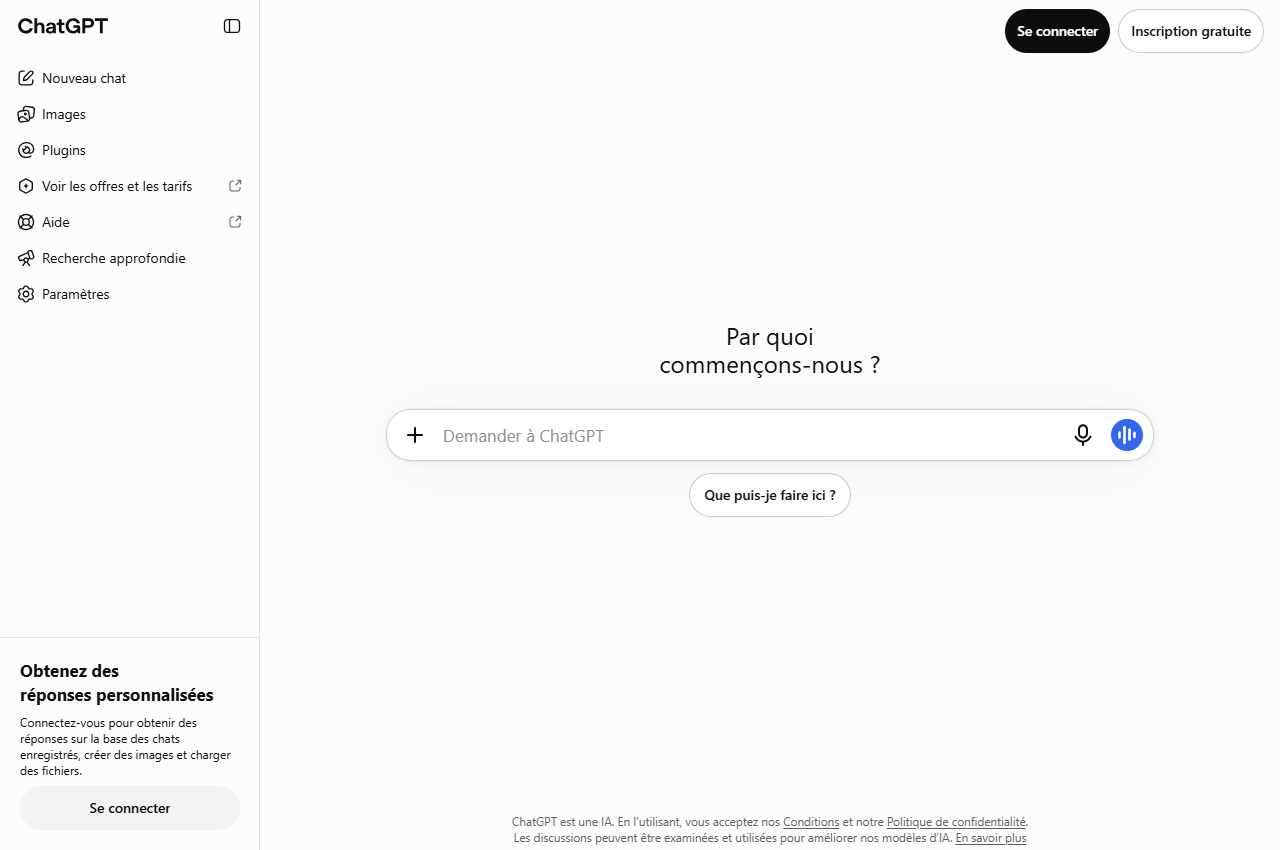 ChatGPT
Nouveau chat
Images
Plugins
Voir les offres et les tarifs
Aide
Recherche approfondie
Paramètres
Obtenez des
réponses personnalisées
Connectez-vous pour obtenir des
réponses sur la base des chats
enregistrés, créer des images et charger
des fichiers.
Se connecter
Se connecter
Inscription gratuite
Par quoi
commençons-nous ?
Demander à ChatGPT
Que puis-je faire ici ?
ChatGPT est une IA. En l’utilisant, vous acceptez nos Conditions et notre Politique de confidentialité.
Les discussions peuvent être examinées et utilisées pour améliorer nos modèles d’IA. En savoir plus